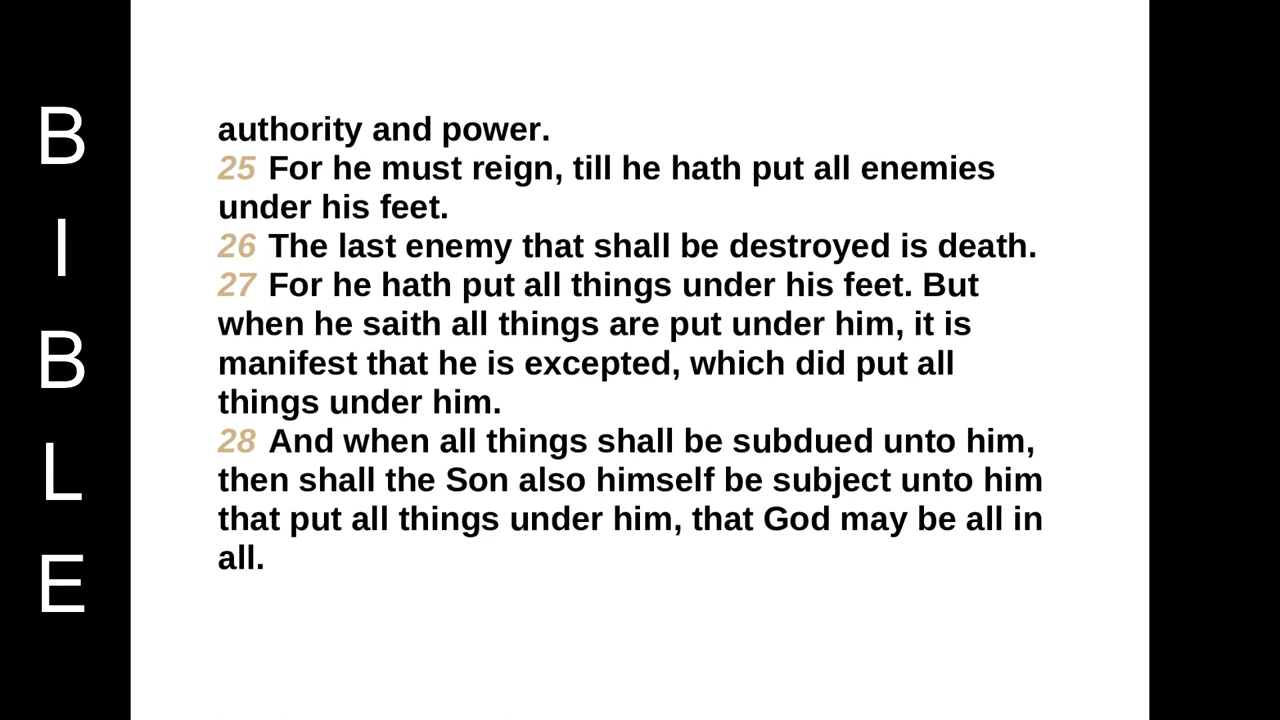 B
I
B
L
E
authority and power.
25 For he must reign, till he hath put all enemies
under his feet.
26 The last enemy that shall be destroyed is death.
27 For he hath put all things under his feet. But
when he saith all things are put under him, it is
manifest that he is excepted, which did put all
things under him.
28 And when all things shall be subdued unto him,
then shall the Son also himself be subject unto him
that put all things under him, that God may be all in
all.